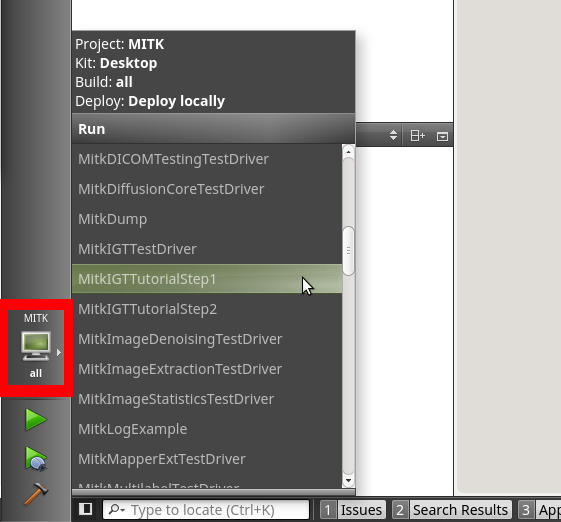 Project: MITK
Kit: Desktop
Build: all
Deploy: Deploy locally
Run
MitkDICOMTestingTestDriver
MitkDiffusionCoreTestDriver
MitkDump
MitkIGTTestDriver
MitkIGTTutorialStep1
MitkIGTTutorialStep2
MitkImageDenoisingTestDriver
MitkImageExtractionTestDriver
MitkImageStatisticsTestDriver
MitkLogExample
MitkMapperExtTestDriver
MitkMultilabelTestDriver
MITK
all
Type to locate (Ctrl+K)
1 Issues
2 Search Results
3 App